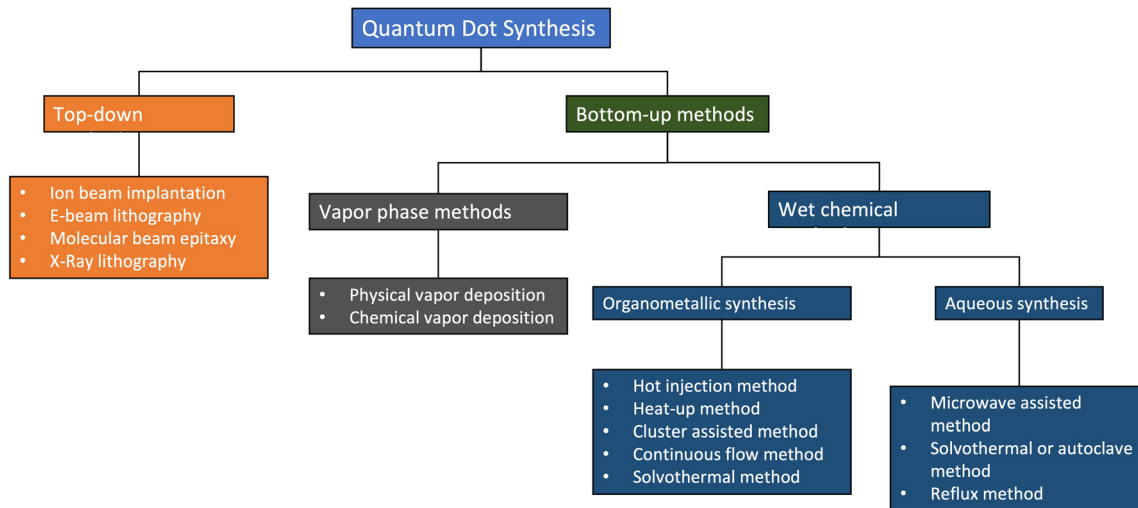 Quantum Dot Synthesis
Top-down
Bottom-up methods
• Ion beam implantation
• E-beam lithography
• Molecular beam epitaxy
• X-Ray lithography
Vapor phase methods
Wet chemical
• Physical vapor deposition
• Chemical vapor deposition
Organometallic synthesis
Aqueous synthesis
• Hot injection method
• Heat-up method
• Cluster assisted method
• Continuous flow method
• Solvothermal method
• Microwave assisted
method
• Solvothermal or autoclave
method
• Reflux method